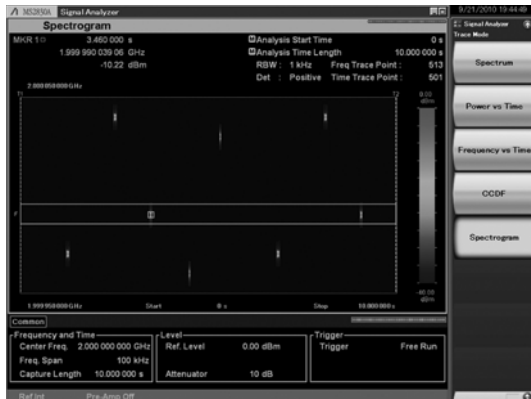 MS2830A Signal Analyzer
9/21/2010 19:44:49
Spectrogram
MKR 1
3.460 000 s
1.999 990 039 06 GHz
-10.22 dBm
Analysis Start Time 0 s
Analysis Time Length 10.000 000 s
RBW : 1 kHz Freq Trace Point : 513
Det : Positive Time Trace Point : 501
2.000 050 000 GHz
T1
T2
0.00
dBm
F
-40.00
dBm
1.999 950 000 GHz Start 0 s Stop 10.000 000 s
Common
Frequency and Time
Center Freq. 2.000 000 000 GHz
Freq. Span 100 kHz
Capture Length 10.000 000 s
Level
Ref. Level 0.00 dBm
Attenuator 10 dB
Trigger
Trigger Free Run
Ref.Int Pre-Amp Off
Signal Analyzer
Trace Mode
Spectrum
Power vs Time
Frequency vs Time
CCDF
Spectrogram